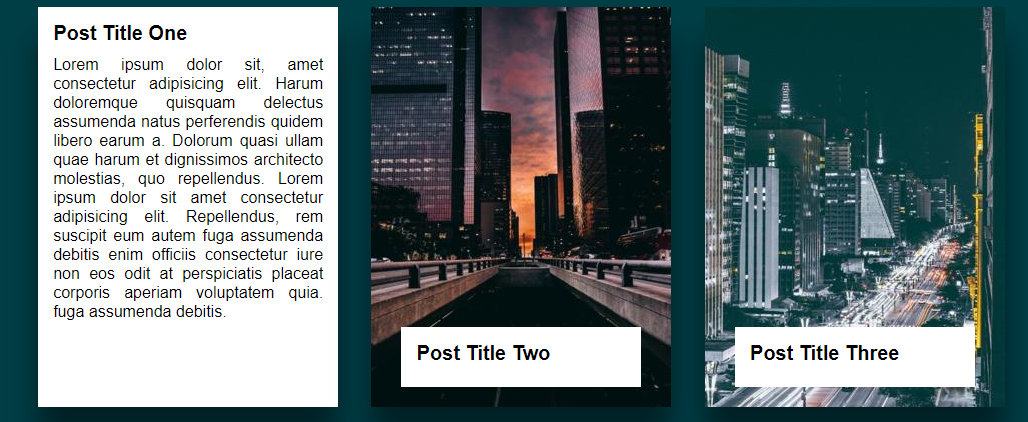 Post Title One
Lorem ipsum dolor sit, amet
consectetur adipisicing elit. Harum
doloremque quisquam delectus
assumenda natus perferendis quidem
libero earum a. Dolorum quasi ullam
quae harum et dignissimos architecto
molestias, quo repellendus. Lorem
ipsum dolor sit amet consectetur
adipisicing elit. Repellendus, rem
suscipit eum autem fuga assumenda
debitis enim officiis consectetur iure
non eos odit at perspiciatis placeat
corporis aperiam voluptatem quia.
fuga assumenda debitis.
Post Title Two
Post Title Three